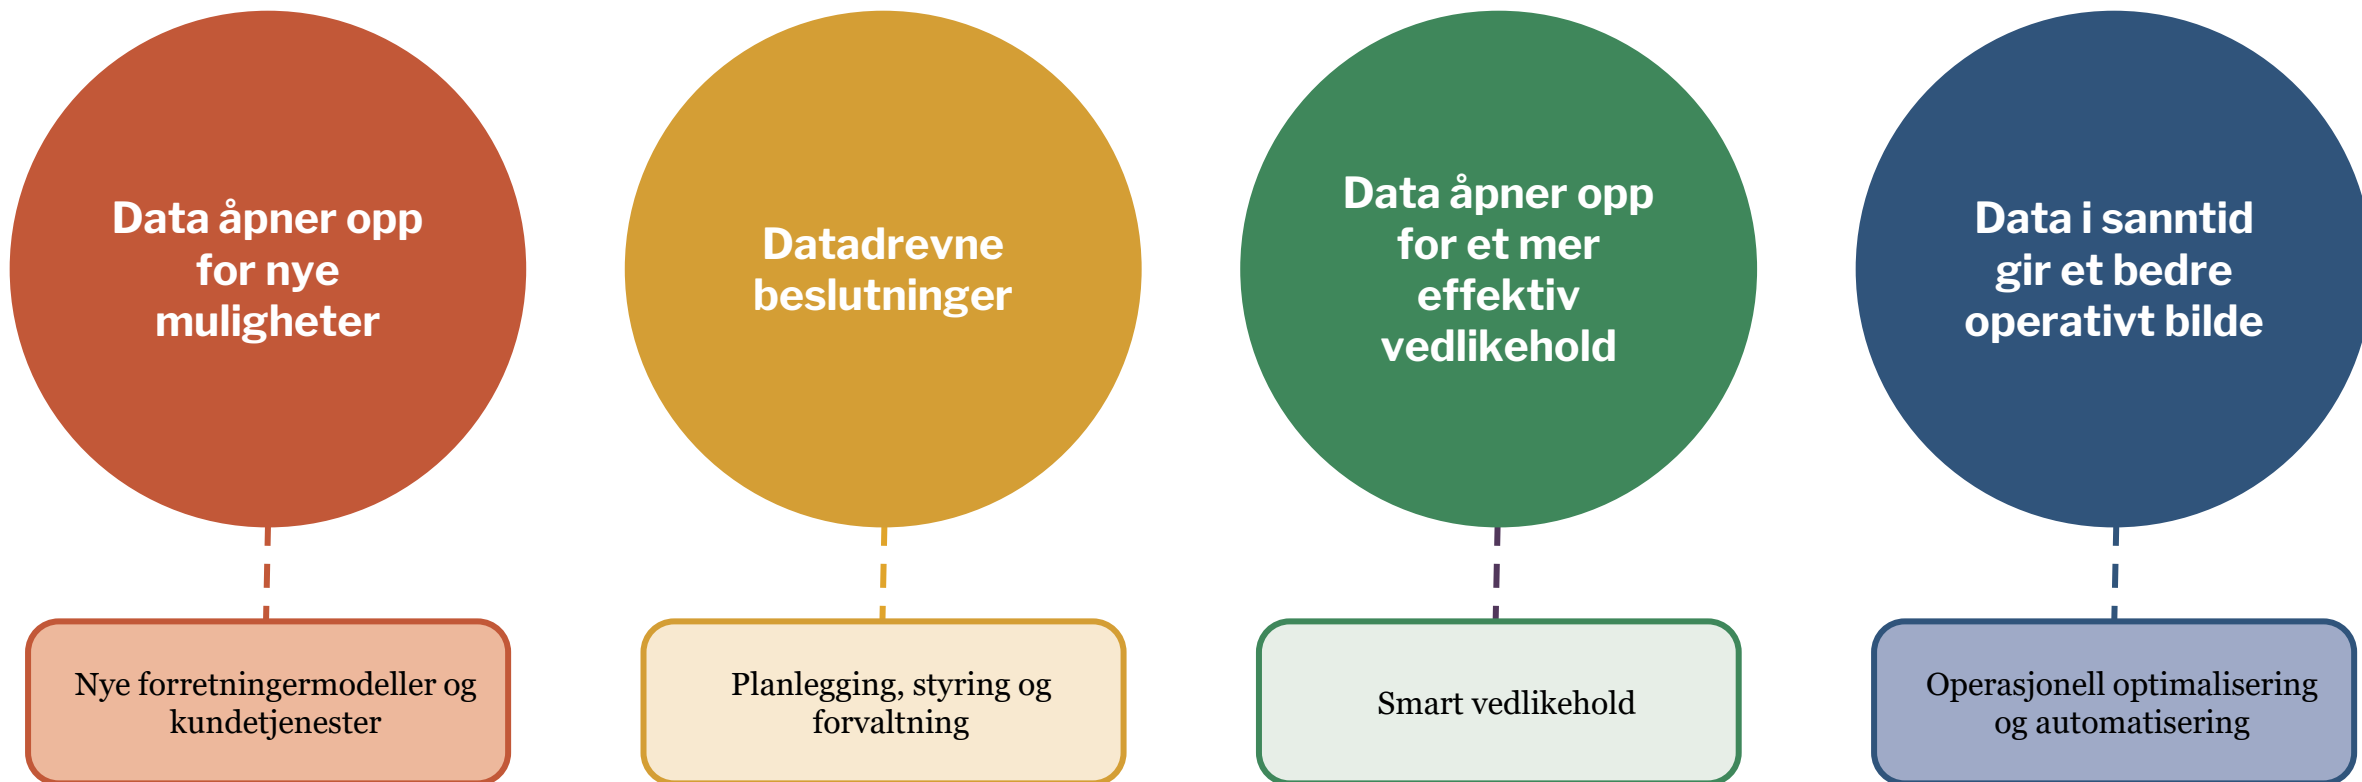 Data åpner opp
for nye
muligheter
Datadrevne
beslutninger
Data åpner opp
for et mer
effektiv
vedlikehold
Data i sanntid
gir et bedre
operativt bilde
Nye forretningermodeller og
kundetjenester
Planlegging, styring og
forvaltning
Smart vedlikehold
Operasjonell optimalisering
og automatisering